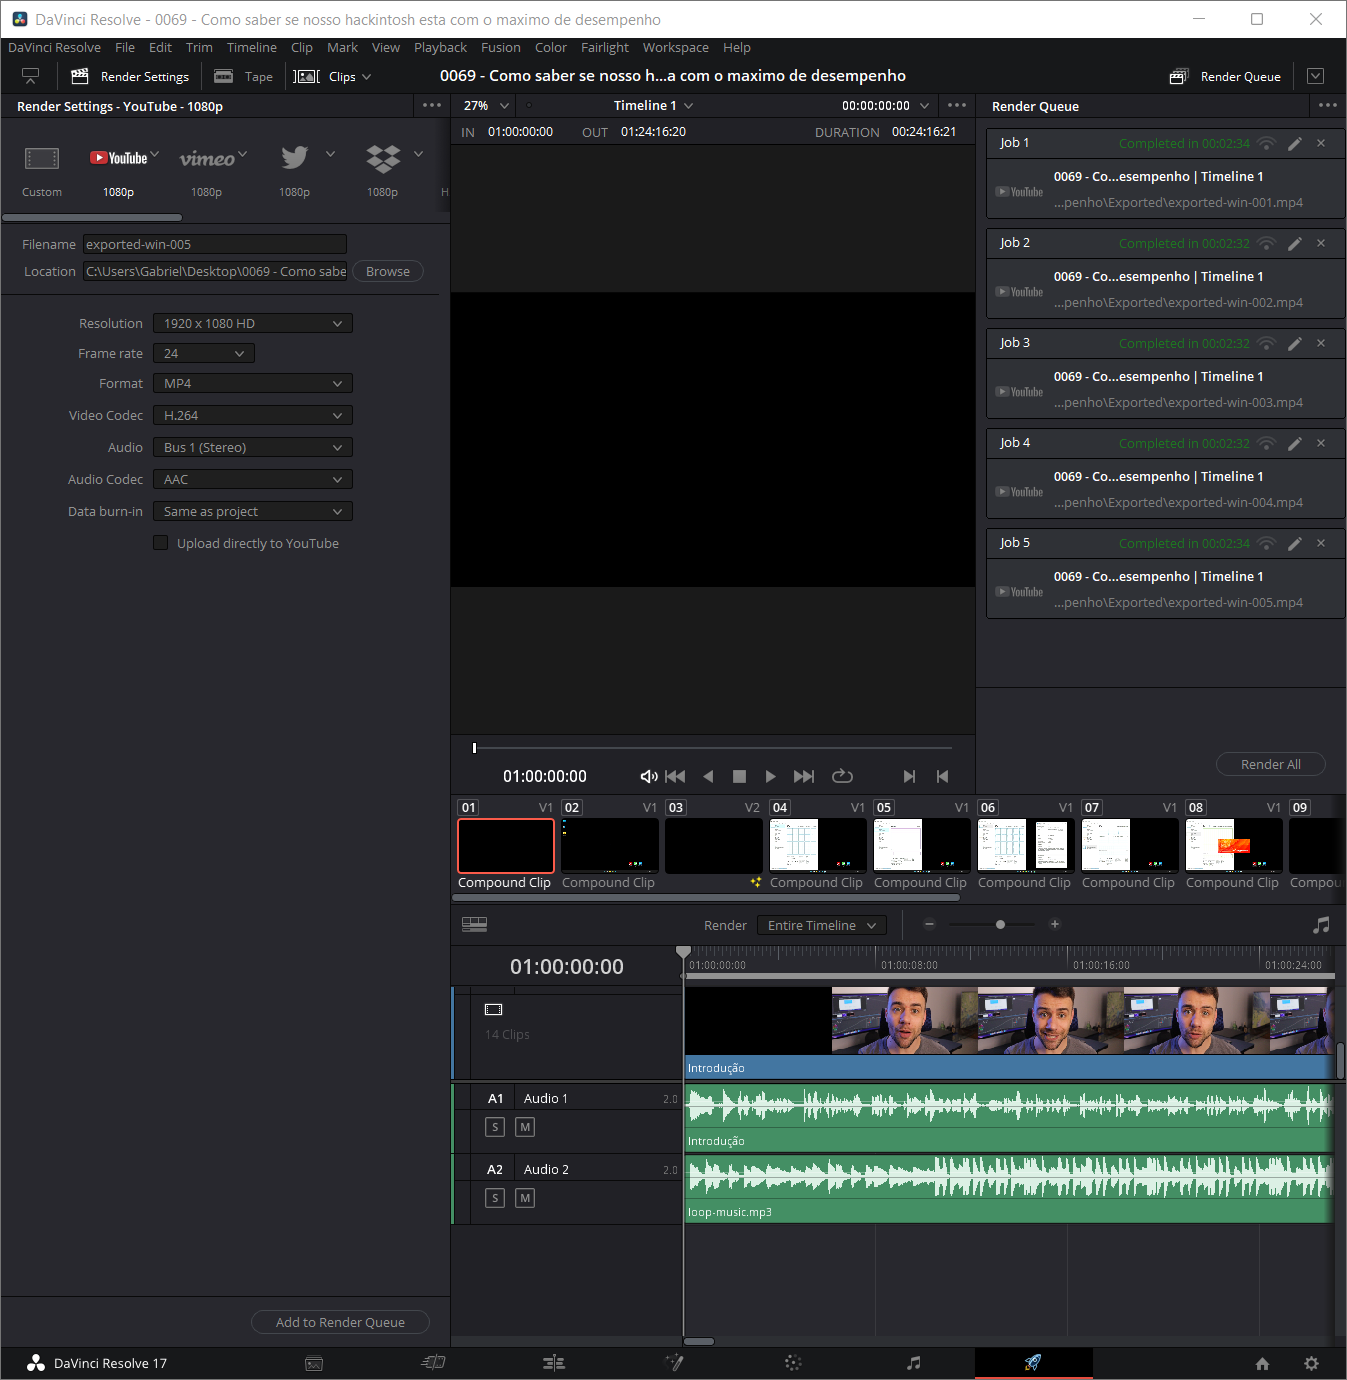 DaVinci Resolve - 0069 - Como saber se nosso hackintosh esta com o maximo de desempenho
DaVinci Resolve File Edit Trim Timeline Clip Mark View Playback Fusion Color Fairlight Workspace Help
Render Settings Tape Clips 0069 - Como saber se nosso h...a com o maximo de desempenho Render Queue
Render Settings - YouTube - 1080p
27% Timeline 1 00:00:00:00
Render Queue
IN 01:00:00:00 OUT 01:24:16:20 DURATION 00:24:16:21
YouTube vimeo
Custom 1080p 1080p 1080p 1080p H
Filename exported-win-005
Location C:\Users\Gabriel\Desktop\0069 - Como sabe Browse
Resolution 1920 x 1080 HD
Frame rate 24
Format MP4
Video Codec H.264
Audio Bus 1 (Stereo)
Audio Codec AAC
Data burn-in Same as project
Upload directly to YouTube
Add to Render Queue
Job 1 Completed in 00:02:34
0069 - Co...esempenho | Timeline 1
YouTube ...penho\Exported\exported-win-001.mp4
Job 2 Completed in 00:02:32
0069 - Co...esempenho | Timeline 1
YouTube ...penho\Exported\exported-win-002.mp4
Job 3 Completed in 00:02:32
0069 - Co...esempenho | Timeline 1
YouTube ...penho\Exported\exported-win-003.mp4
Job 4 Completed in 00:02:32
0069 - Co...esempenho | Timeline 1
YouTube ...penho\Exported\exported-win-004.mp4
Job 5 Completed in 00:02:34
0069 - Co...esempenho | Timeline 1
YouTube ...penho\Exported\exported-win-005.mp4
Render All
01:00:00:00
01 V1 02 V1 03 V2 04 V1 05 V1 06 V1 07 V1 08 V1 09
Compound Clip Compound Clip Compound Clip Compound Clip Compound Clip Compound Clip Compound Clip Compou
Render Entire Timeline
01:00:00:00
01:00:00:00 01:00:08:00 01:00:16:00 01:00:24:00
14 Clips
Introdução
A1 Audio 1 2.0
S M
Introdução
A2 Audio 2 2.0
S M
loop-music.mp3
DaVinci Resolve 17